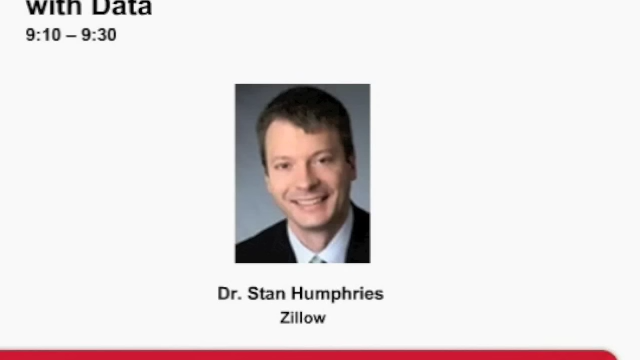 with Data
9:10 – 9:30
Dr. Stan Humphries
Zillow